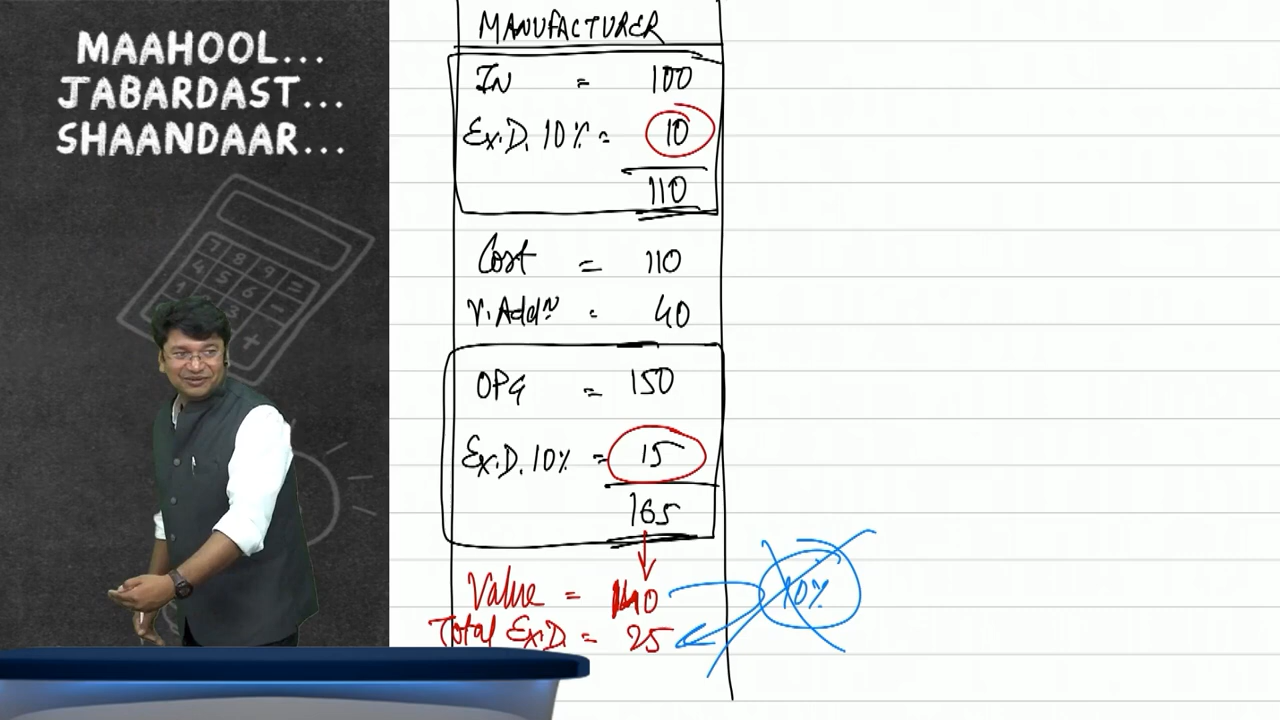 MAAHOOL...
JABARDAST...
SHAANDAAR...
MANUFACTURER
IN = 100
Ex.D. 10% = 10
110
Cost = 110
V. Addn = 40
OPG = 150
Ex.D. 10% = 15
165
Value = 140
Total Ex.D. = 25
10%